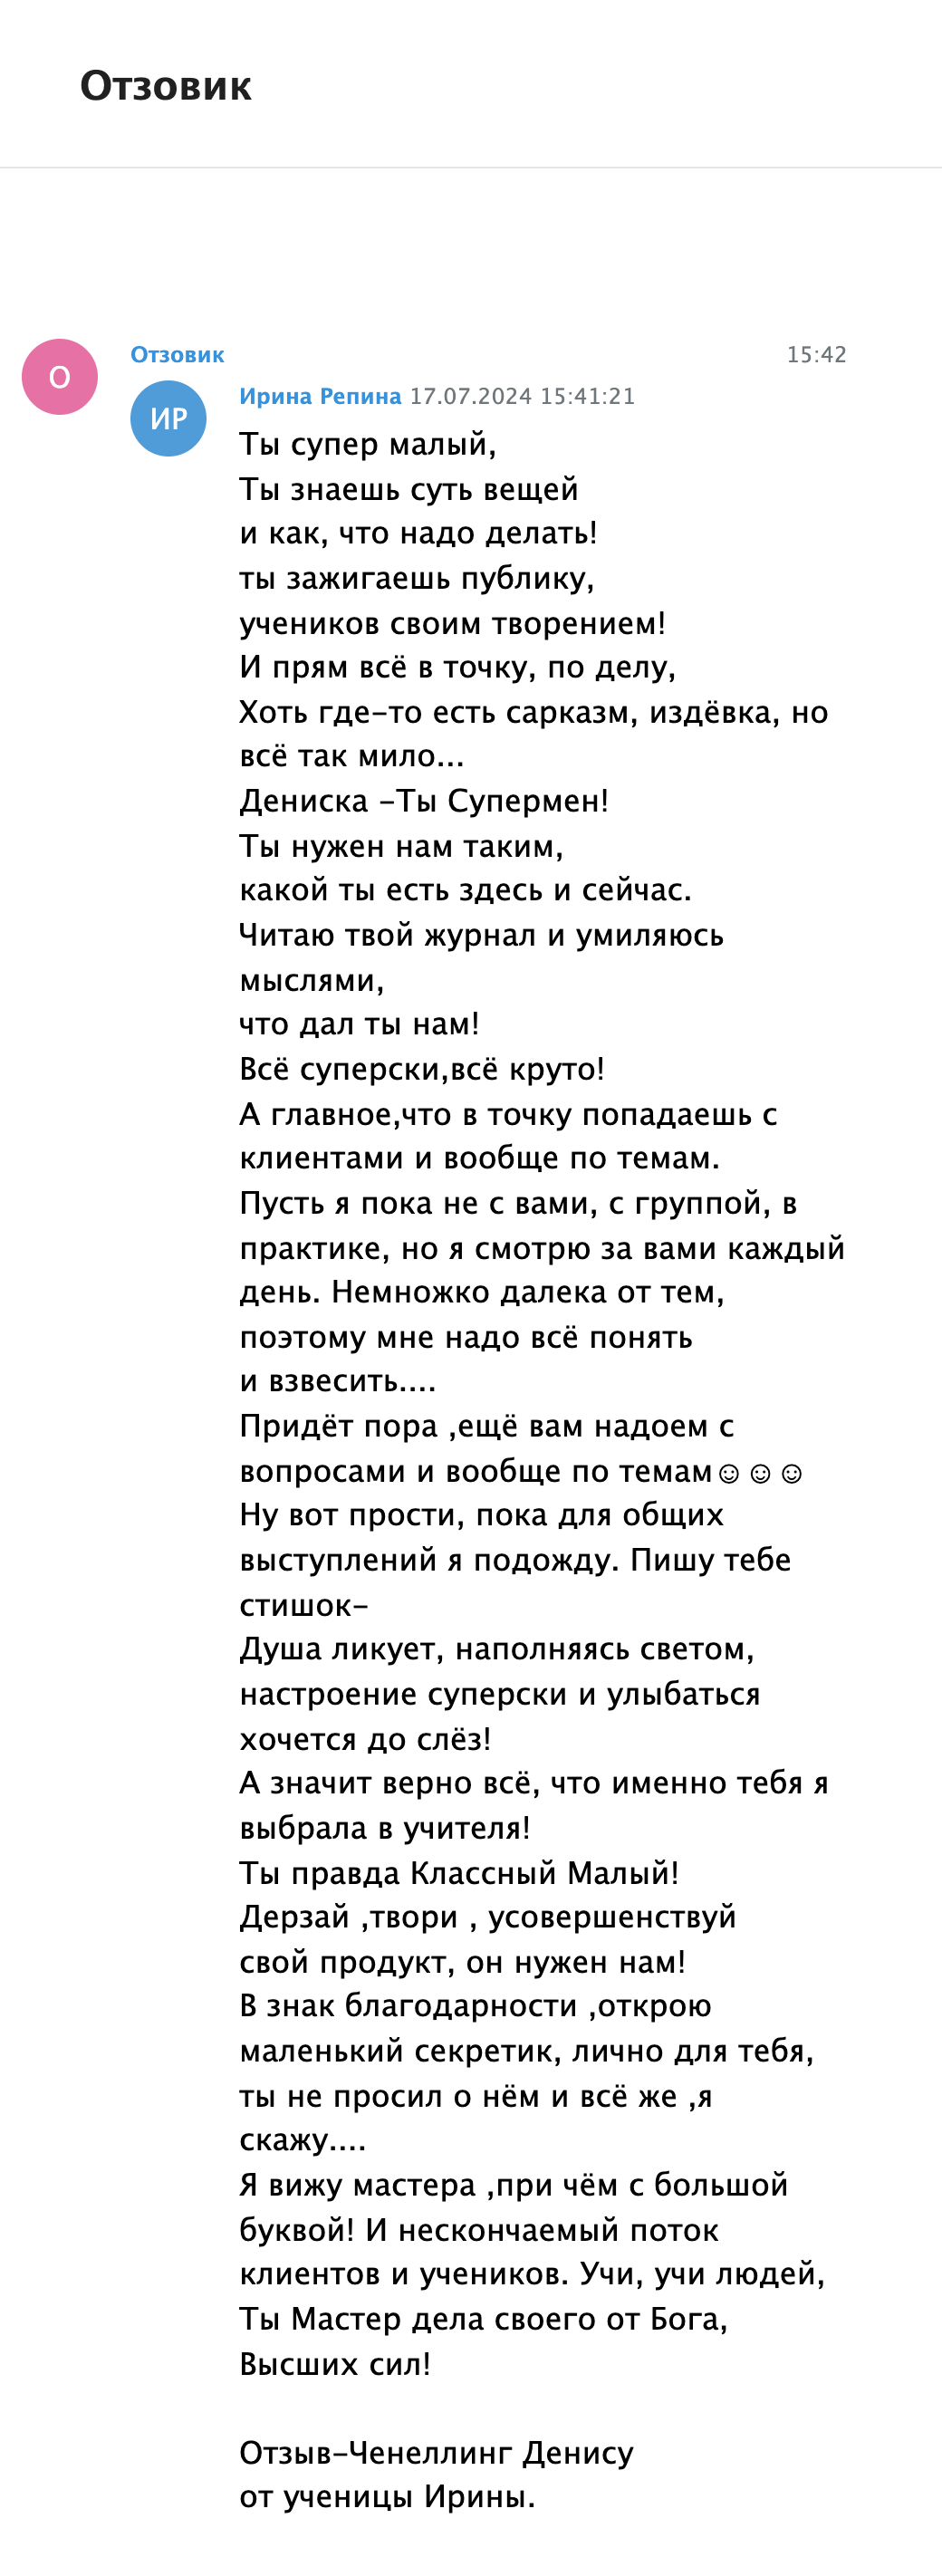 Отзовик
О
Отзовик 15:42
ИР
Ирина Репина 17.07.2024 15:41:21
Ты супер малый,
Ты знаешь суть вещей
и как, что надо делать!
ты зажигаешь публику,
учеников своим творением!
И прям всё в точку, по делу,
Хоть где-то есть сарказм, издёвка, но
всё так мило...
Дениска -Ты Супермен!
Ты нужен нам таким,
какой ты есть здесь и сейчас.
Читаю твой журнал и умиляюсь
мыслями,
что дал ты нам!
Всё суперски,всё круто!
А главное,что в точку попадаешь с
клиентами и вообще по темам.
Пусть я пока не с вами, с группой, в
практике, но я смотрю за вами каждый
день. Немножко далека от тем,
поэтому мне надо всё понять
и взвесить....
Придёт пора ,ещё вам надоем с
вопросами и вообще по темам☺☺☺
Ну вот прости, пока для общих
выступлений я подожду. Пишу тебе
стишок-
Душа ликует, наполняясь светом,
настроение суперски и улыбаться
хочется до слёз!
А значит верно всё, что именно тебя я
выбрала в учителя!
Ты правда Классный Малый!
Дерзай ,твори , усовершенствуй
свой продукт, он нужен нам!
В знак благодарности ,открою
маленький секретик, лично для тебя,
ты не просил о нём и всё же ,я
скажу....
Я вижу мастера ,при чём с большой
буквой! И нескончаемый поток
клиентов и учеников. Учи, учи людей,
Ты Мастер дела своего от Бога,
Высших сил!
Отзыв-Ченеллинг Денису
от ученицы Ирины.